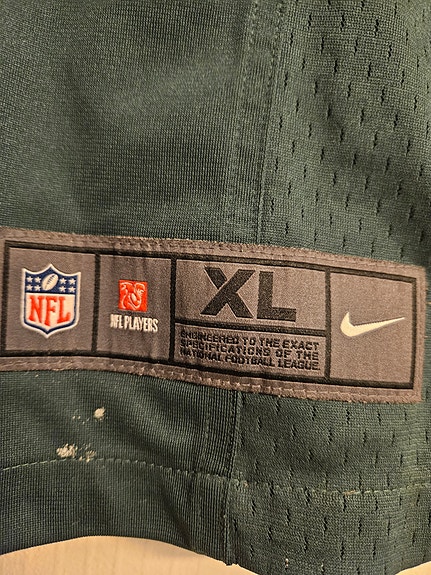 NFL
NFL PLAYERS
XL
ENGINEERED TO THE EXACT
SPECIFICATIONS OF THE
NATIONAL FOOTBALL LEAGUE.